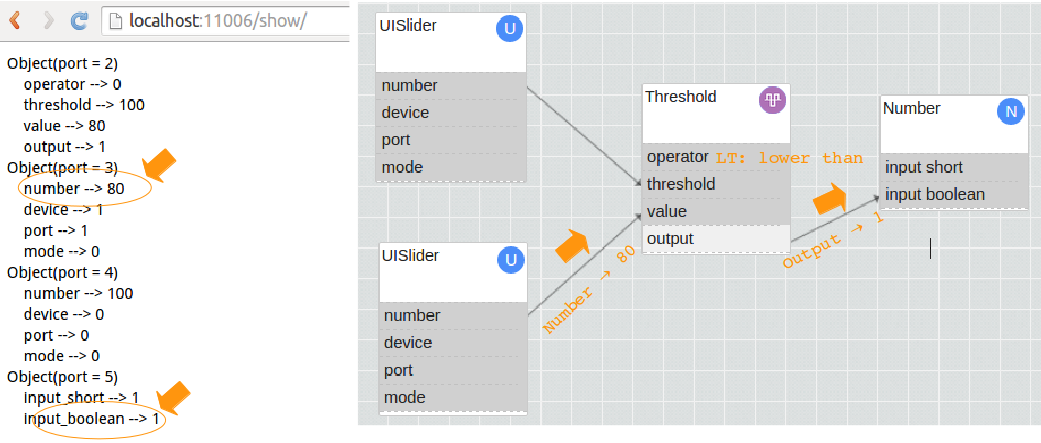 localhost:11006/show/
Object(port = 2)
operator --> 0
threshold --> 100
value --> 80
output --> 1
Object(port = 3)
number --> 80
device --> 1
port --> 1
mode --> 0
Object(port = 4)
number --> 100
device --> 0
port --> 0
mode --> 0
Object(port = 5)
input_short --> 1
input_boolean --> 1
UISlider
U
number
device
port
mode
UISlider
U
number
device
port
mode
Number → 80
Threshold
operator LT: lower than
threshold
value
output
Output → 1
Number
N
input short
input boolean